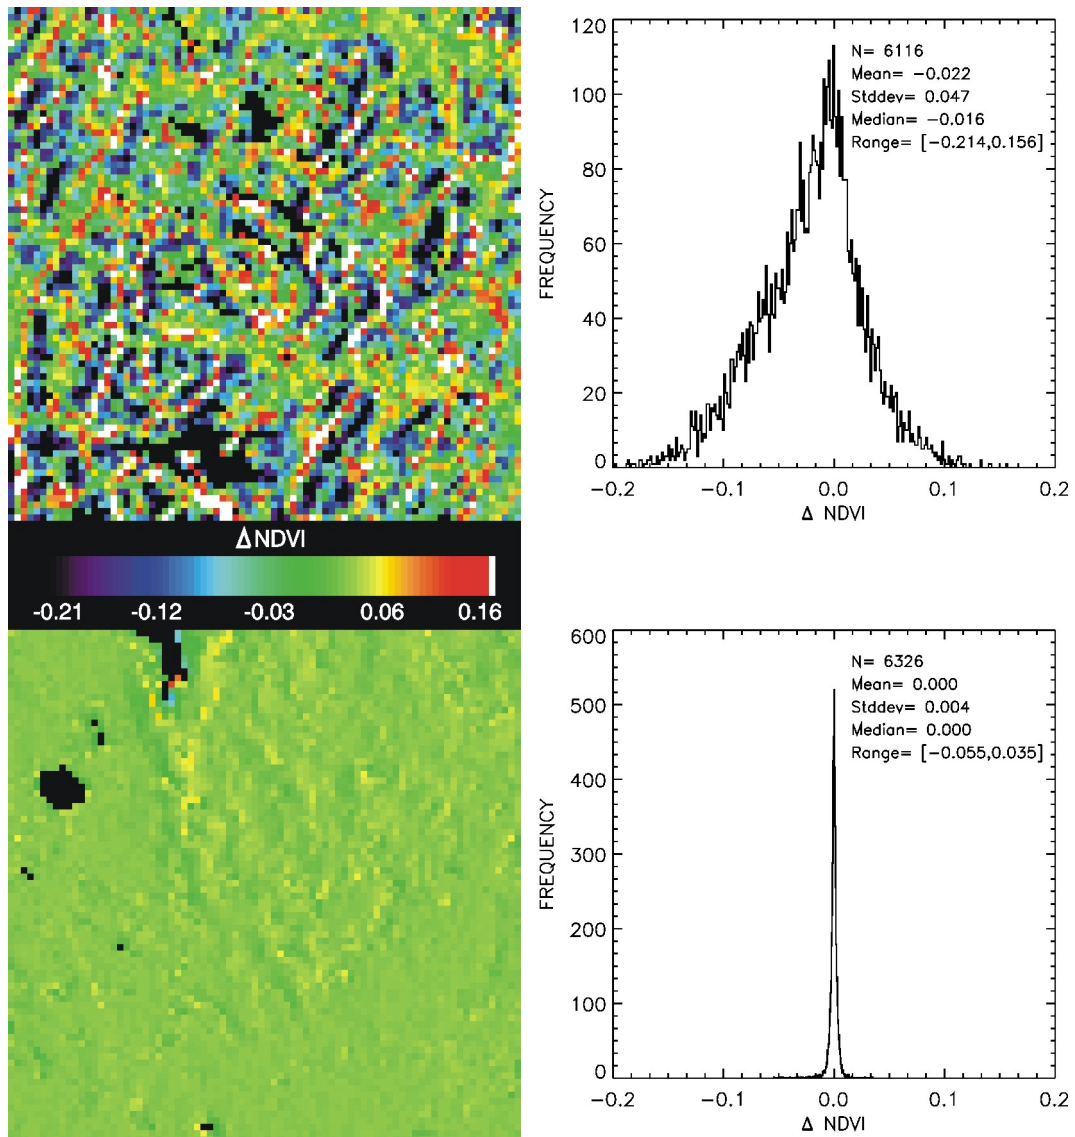 120
100
80
60
40
20
0
FREQUENCY
N= 6116
Mean= −0.022
Stddev= 0.047
Median= −0.016
Range= [−0.214,0.156]
−0.2 −0.1 0.0 0.1 0.2
Δ NDVI
ΔNDVI
-0.21 -0.12 -0.03 0.06 0.16
600
500
400
300
200
100
0
FREQUENCY
N= 6326
Mean= 0.000
Stddev= 0.004
Median= 0.000
Range= [−0.055,0.035]
−0.2 −0.1 0.0 0.1 0.2
Δ NDVI